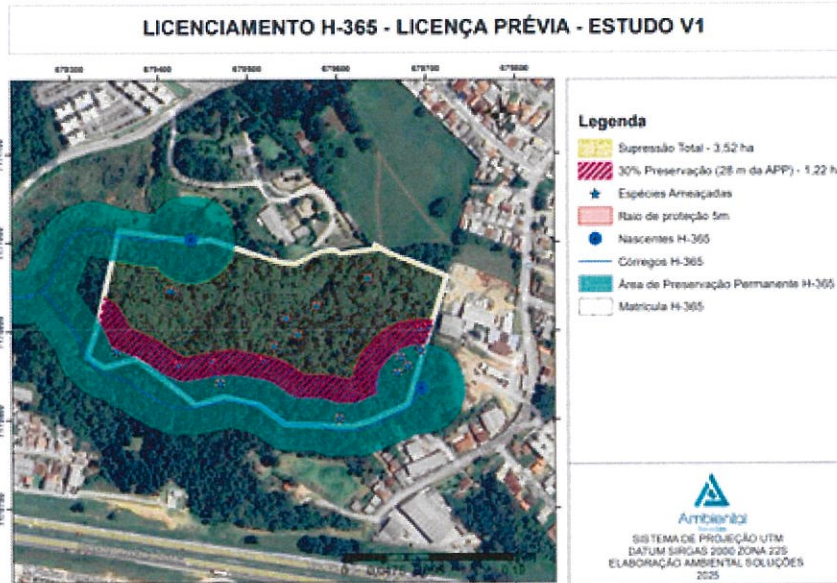 LICENCIAMENTO H-365 - LICENÇA PRÉVIA - ESTUDO V1
679300 679400 679500 679600 679700 679800
Legenda
Supressão Total - 3,52 ha
30% Preservação (28 m da APP) - 1,22 h
Espécies Ameaçadas
Raio de proteção 5m
Nascentes H-365
Córregos H-365
Área de Preservação Permanente H-365
Matrícula H-365
Ambiental
SISTEMA DE PROJEÇÃO UTM
DATUM SIRGAS 2000 ZONA 22S
ELABORAÇÃO AMBIENTAL SOLUÇÕES
2025